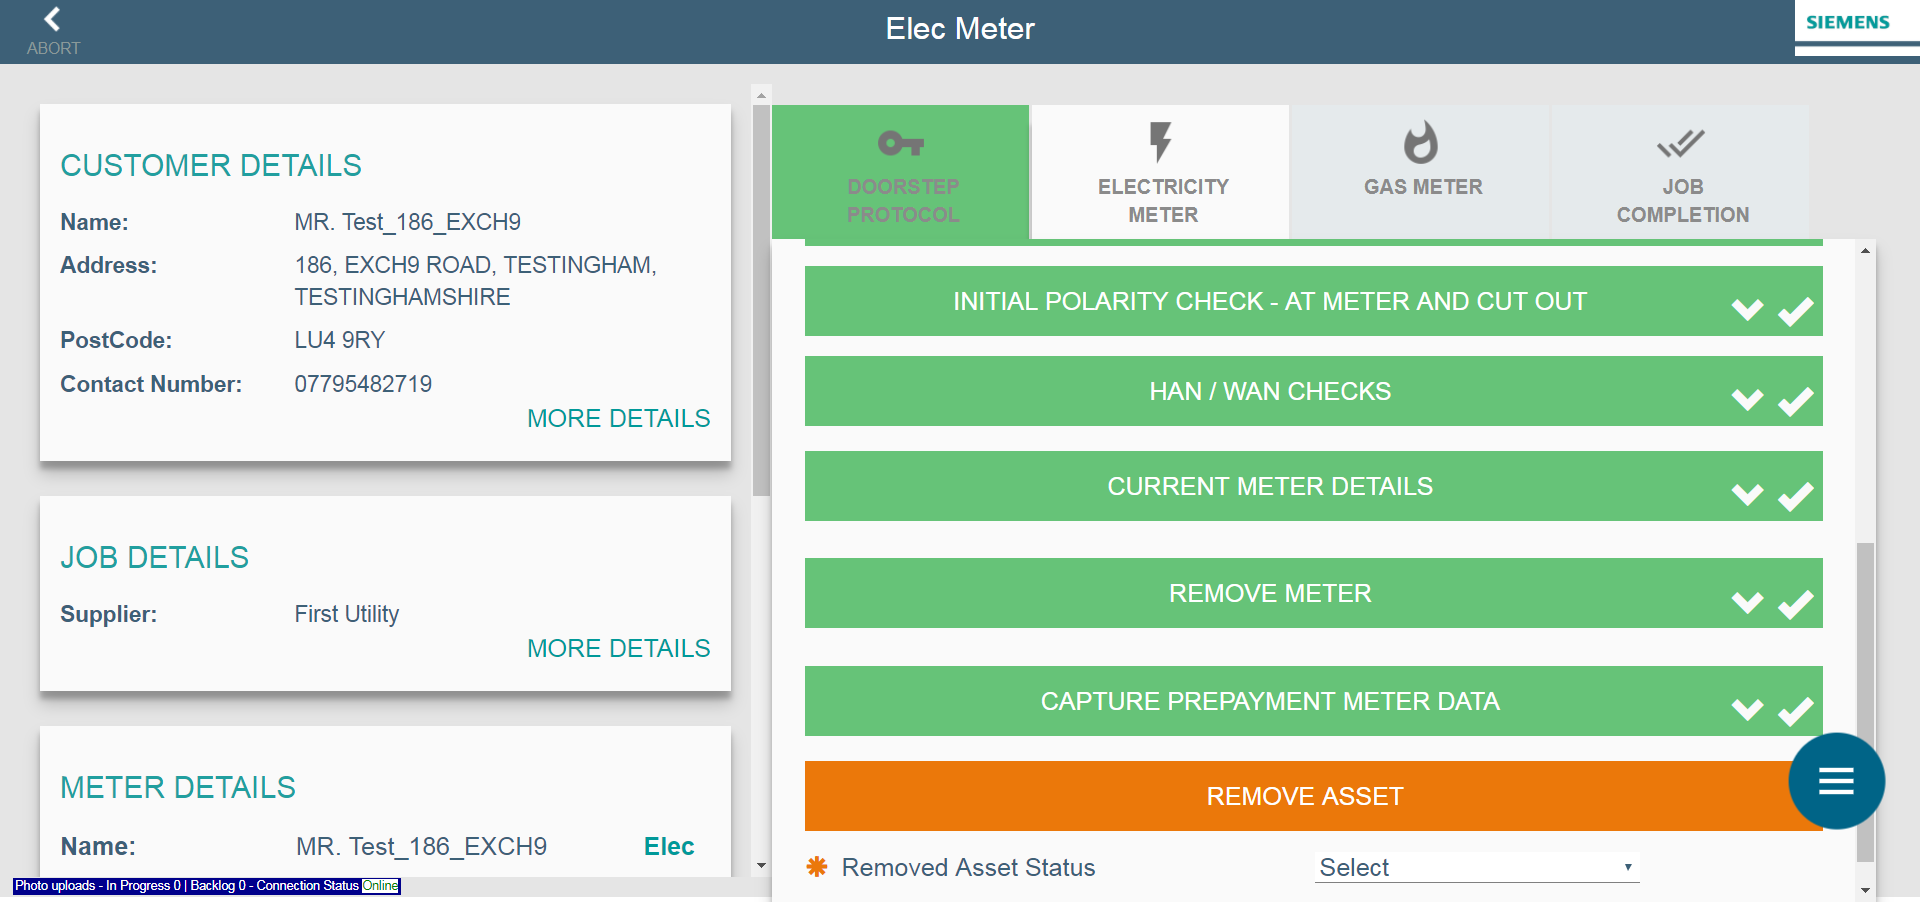 ABORT
Elec Meter
SIEMENS
CUSTOMER DETAILS
Name: MR. Test_186_EXCH9
Address: 186, EXCH9 ROAD, TESTINGHAM,
TESTINGHAMSHIRE
PostCode: LU4 9RY
Contact Number: 07795482719
MORE DETAILS
JOB DETAILS
Supplier: First Utility
MORE DETAILS
METER DETAILS
Name: MR. Test_186_EXCH9 Elec
Photo uploads - In Progress 0 | Backlog 0 - Connection Status Online
DOORSTEP
PROTOCOL
ELECTRICITY
METER
GAS METER
JOB
COMPLETION
INITIAL POLARITY CHECK - AT METER AND CUT OUT
HAN / WAN CHECKS
CURRENT METER DETAILS
REMOVE METER
CAPTURE PREPAYMENT METER DATA
REMOVE ASSET
Removed Asset Status Select